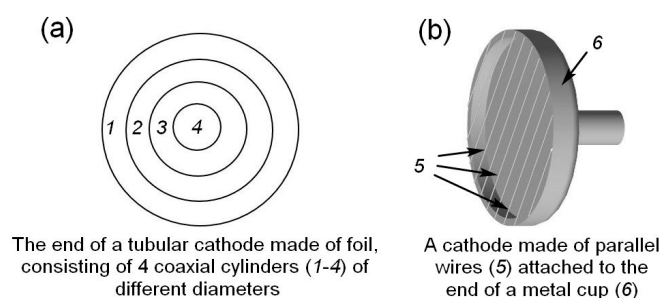 (a)
1 2 3 4
The end of a tubular cathode made of foil,
consisting of 4 coaxial cylinders (1-4) of
different diameters
(b)
6
5
A cathode made of parallel
wires (5) attached to the
end of a metal cup (6)